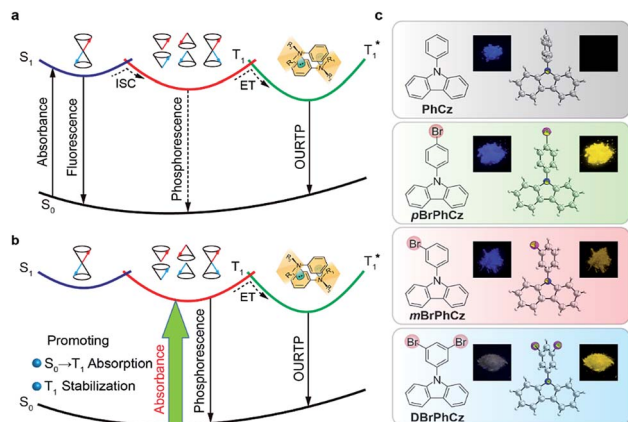 a
S₁
T₁
T₁*
ISC
ET
Absorbance
Fluorescence
Phosphorescence
OURTP
S₀
b
S₁
T₁
T₁*
ET
Promoting
S₀→T₁ Absorption
T₁ Stabilization
Absorbance
Phosphorescence
OURTP
S₀
c
N
PhCz
Br
N
pBrPhCz
Br
N
mBrPhCz
Br Br
N
DBrPhCz